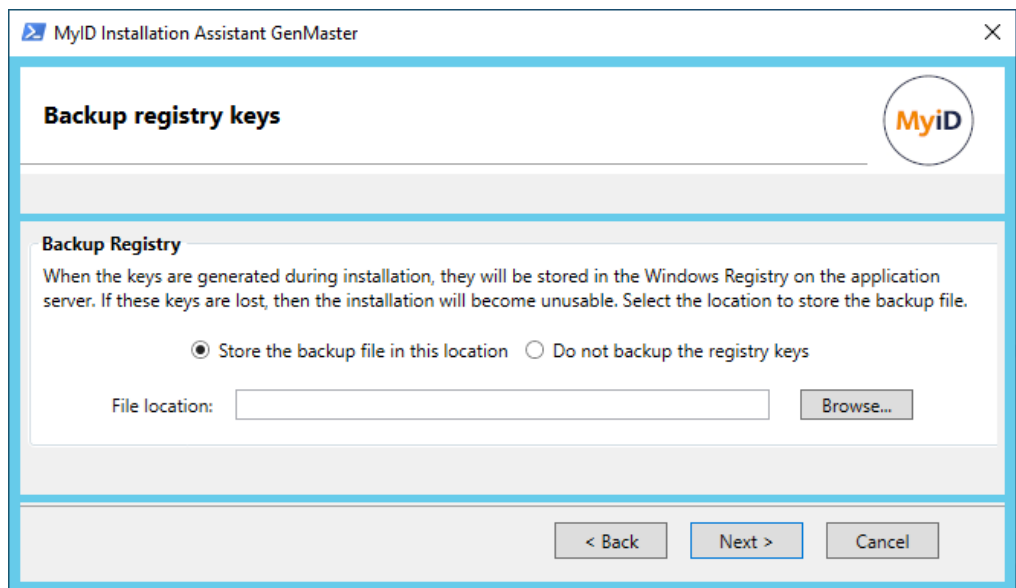 MyID Installation Assistant GenMaster
Backup registry keys
MyiD
Backup Registry
When the keys are generated during installation, they will be stored in the Windows Registry on the application
server. If these keys are lost, then the installation will become unusable. Select the location to store the backup file.
Store the backup file in this location Do not backup the registry keys
File location: Browse...
< Back Next > Cancel